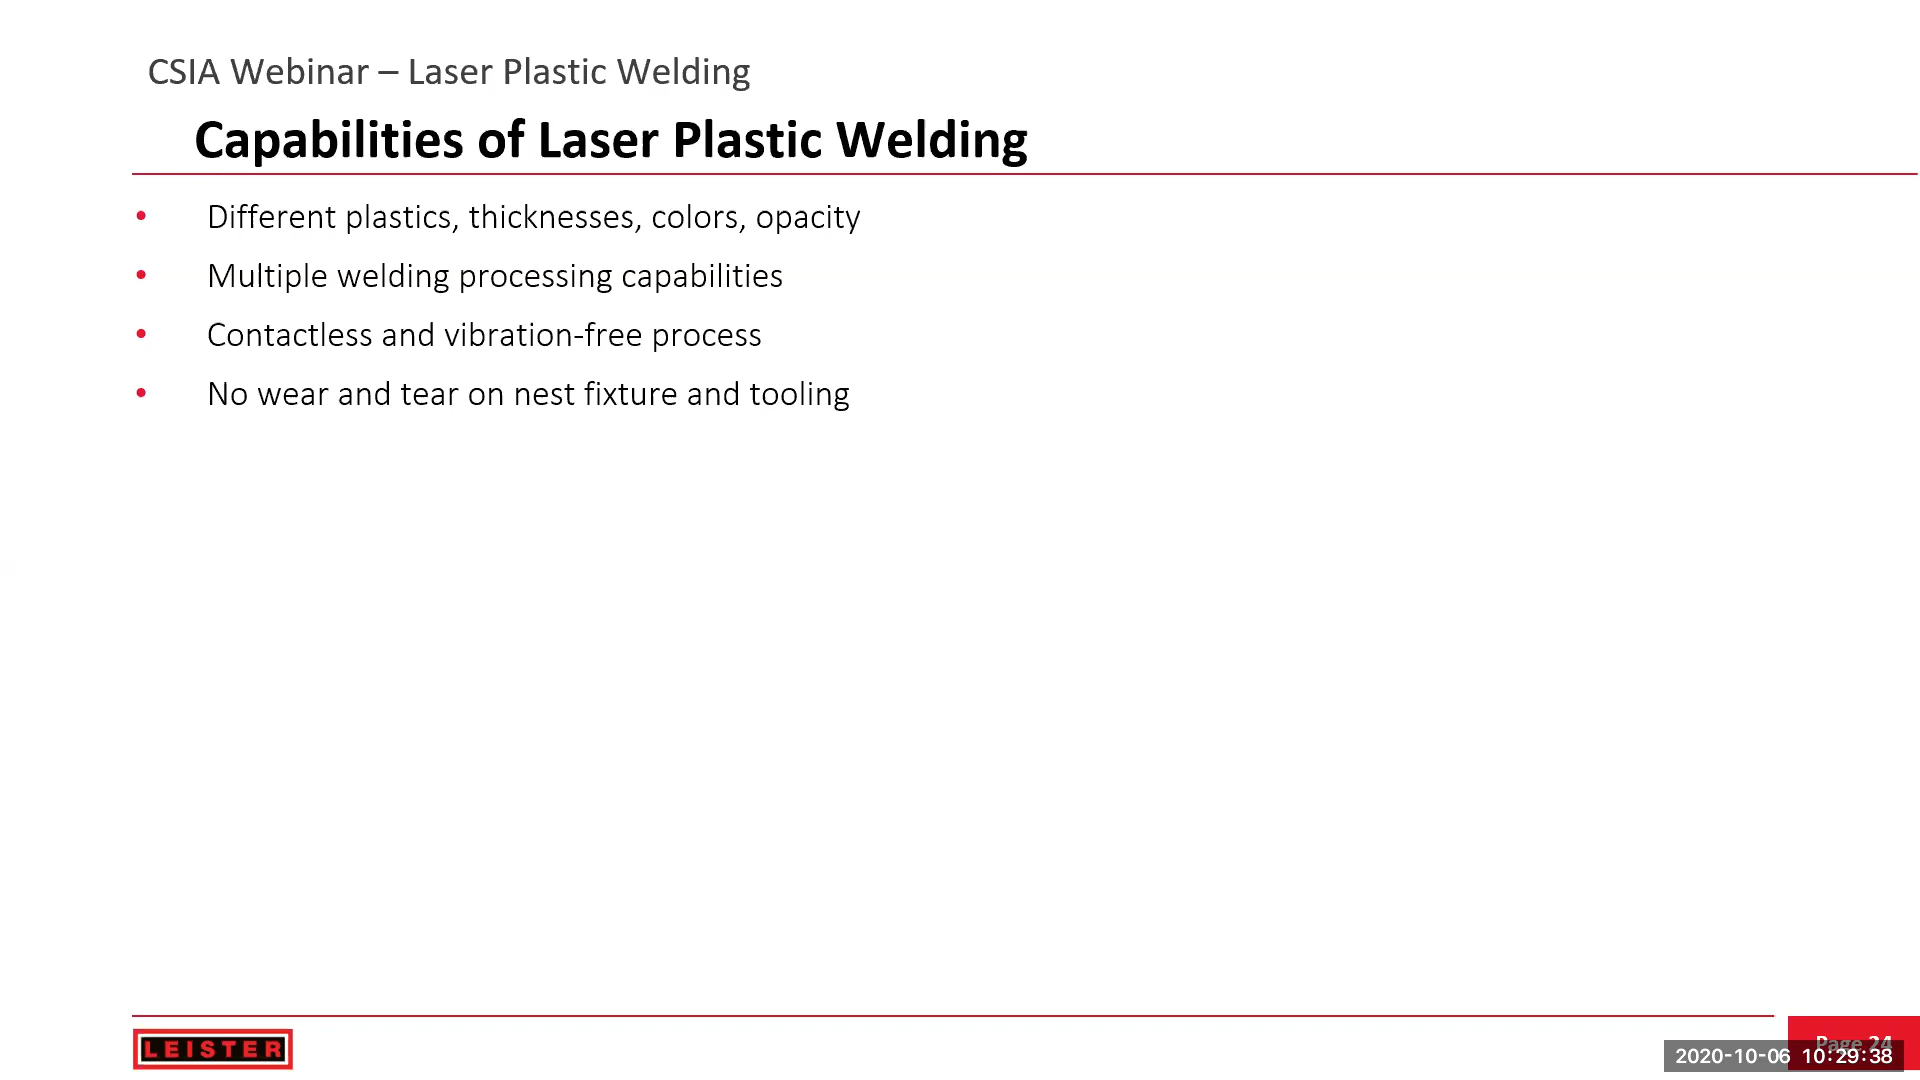 CSIA Webinar – Laser Plastic Welding
Capabilities of Laser Plastic Welding
• Different plastics, thicknesses, colors, opacity
• Multiple welding processing capabilities
• Contactless and vibration-free process
• No wear and tear on nest fixture and tooling
LEISTER
Page 24
2020-10-06 10:29:38